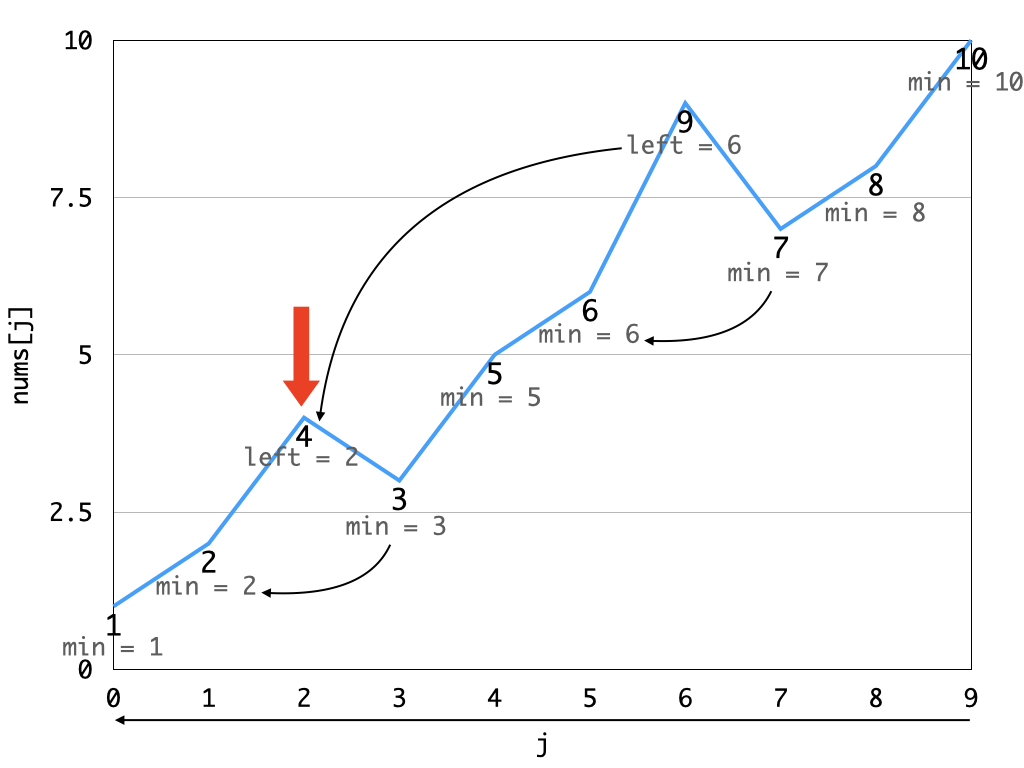 10
10
min = 10
9
left = 6
7.5
8
min = 8
7
min = 7
6
min = 6
nums[j]
5
5
min = 5
4
left = 2
3
min = 3
2.5
2
min = 2
1
min = 1
0
0 1 2 3 4 5 6 7 8 9
j